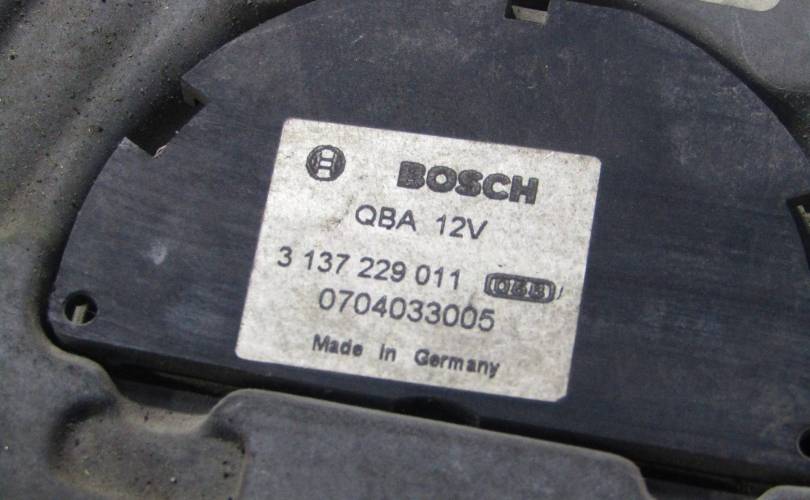 BOSCH
QBA 12V
3 137 229 011
0704033005
Made in Germany